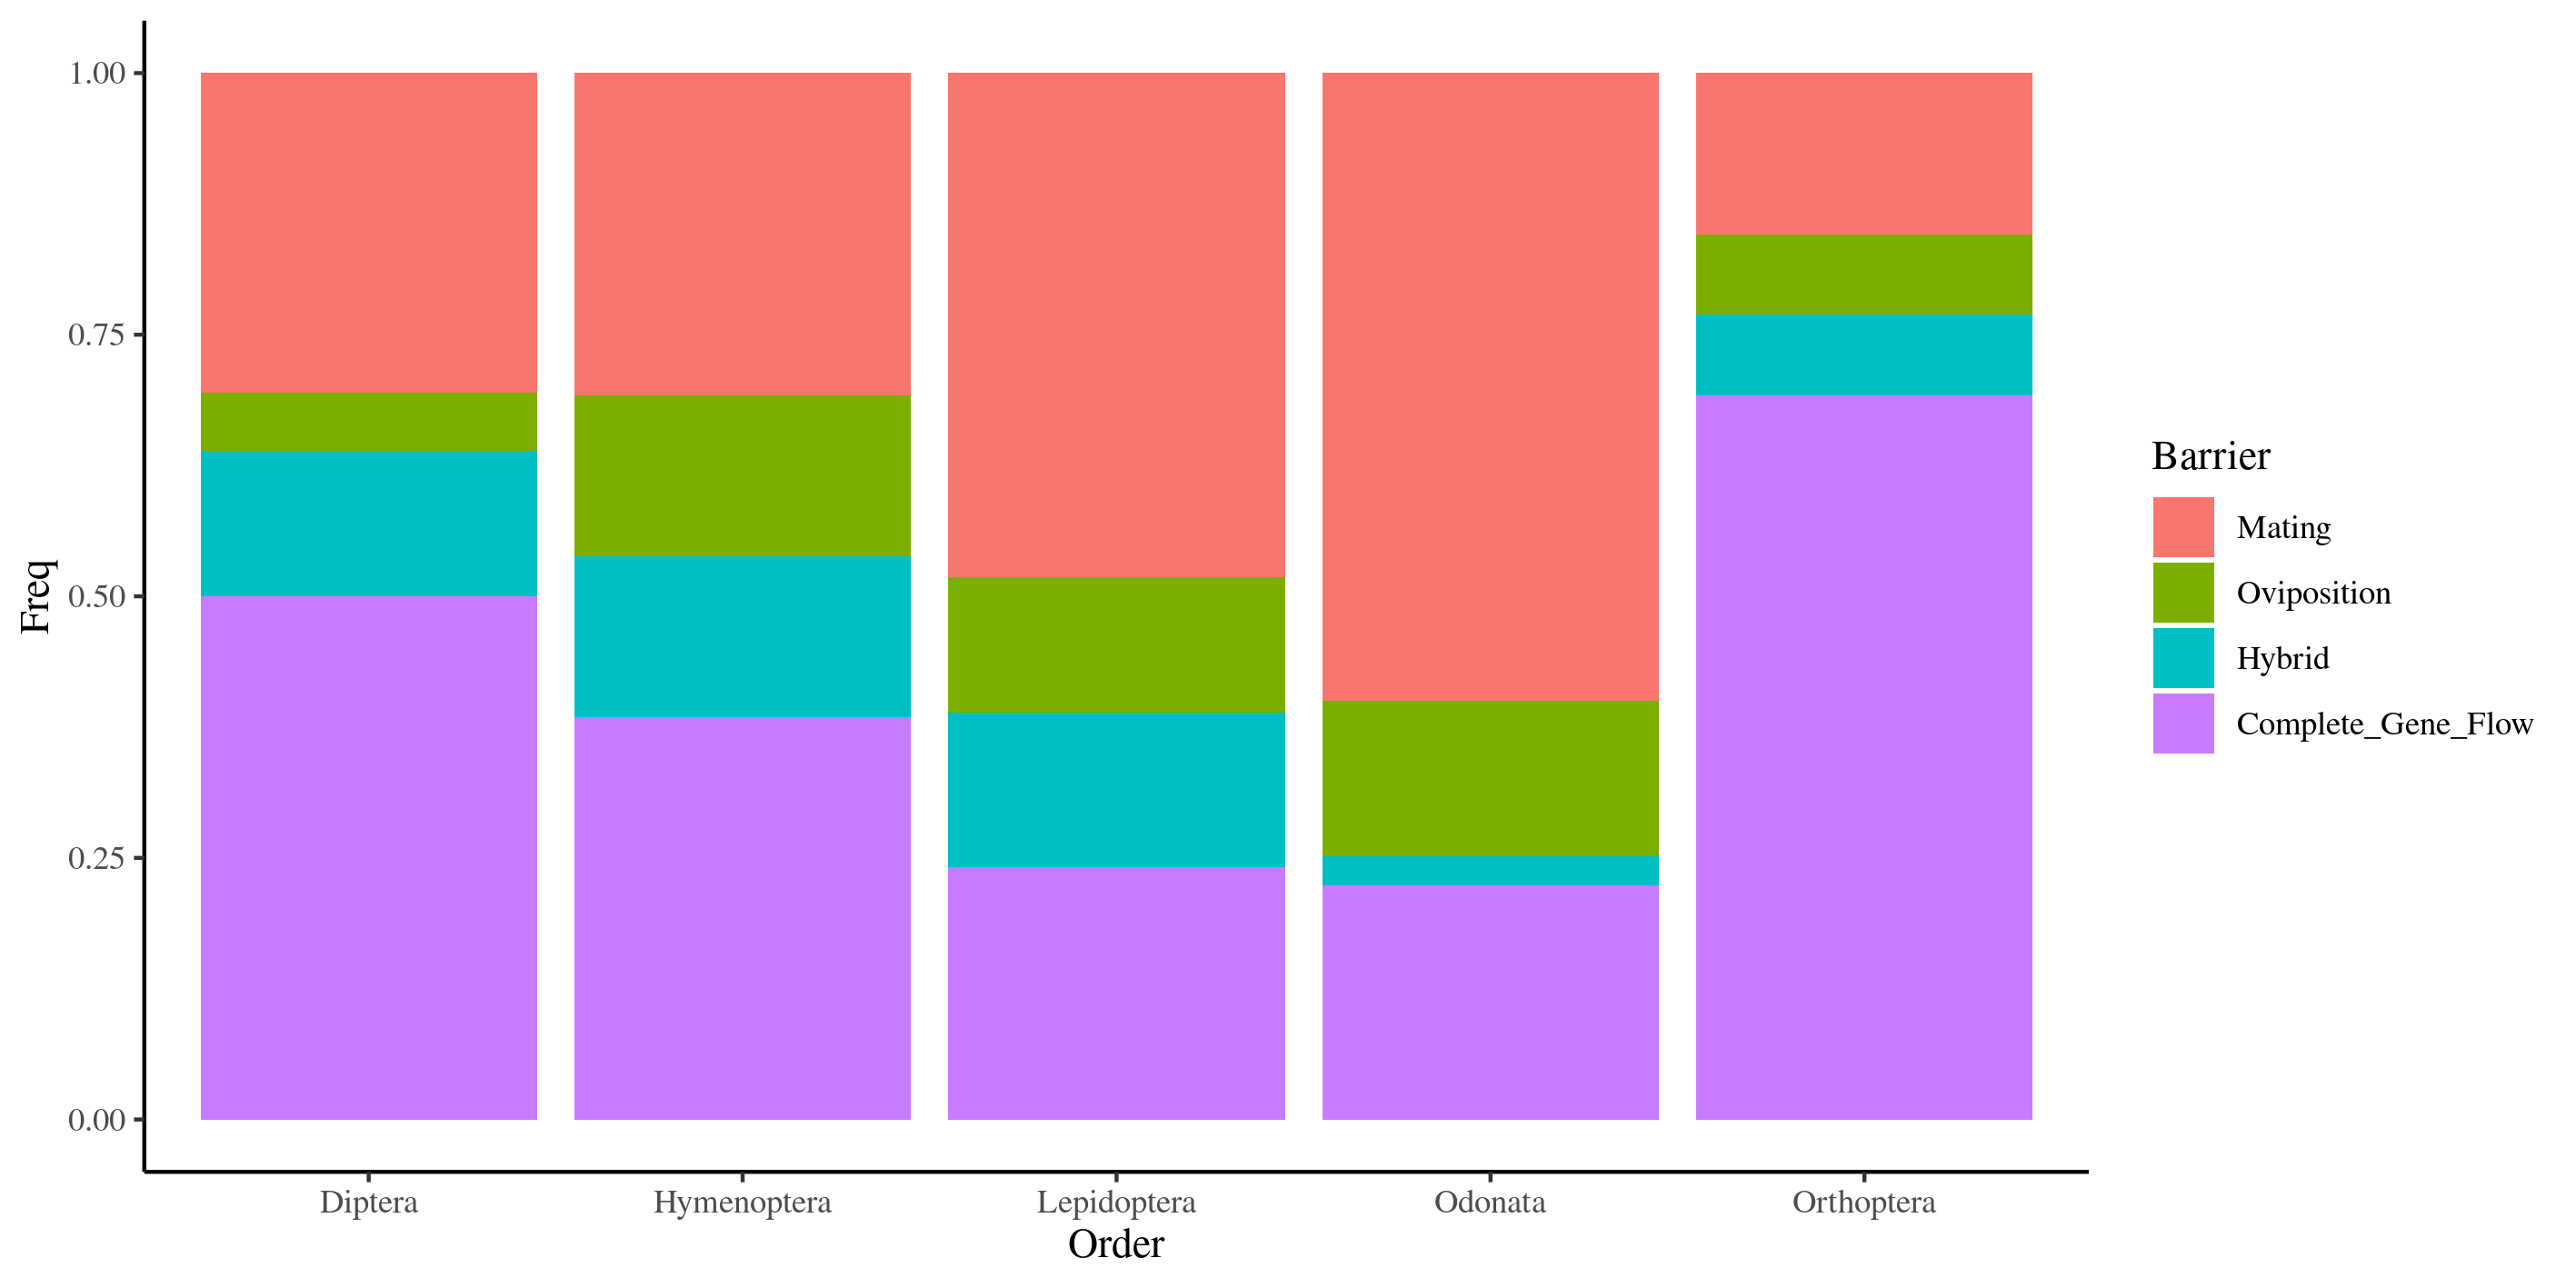 1.00
0.75
0.50
0.25
0.00
Freq
Diptera
Hymenoptera
Lepidoptera
Odonata
Orthoptera
Order
Barrier
Mating
Oviposition
Hybrid
Complete_Gene_Flow